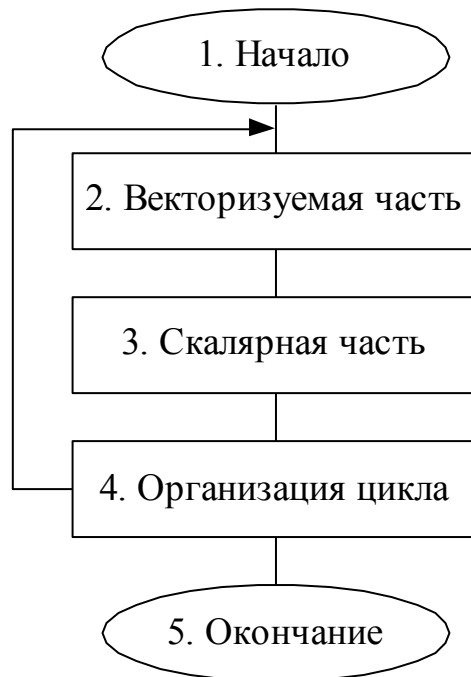 1. Начало
2. Векторизуемая часть
3. Скалярная часть
4. Организация цикла
5. Окончание